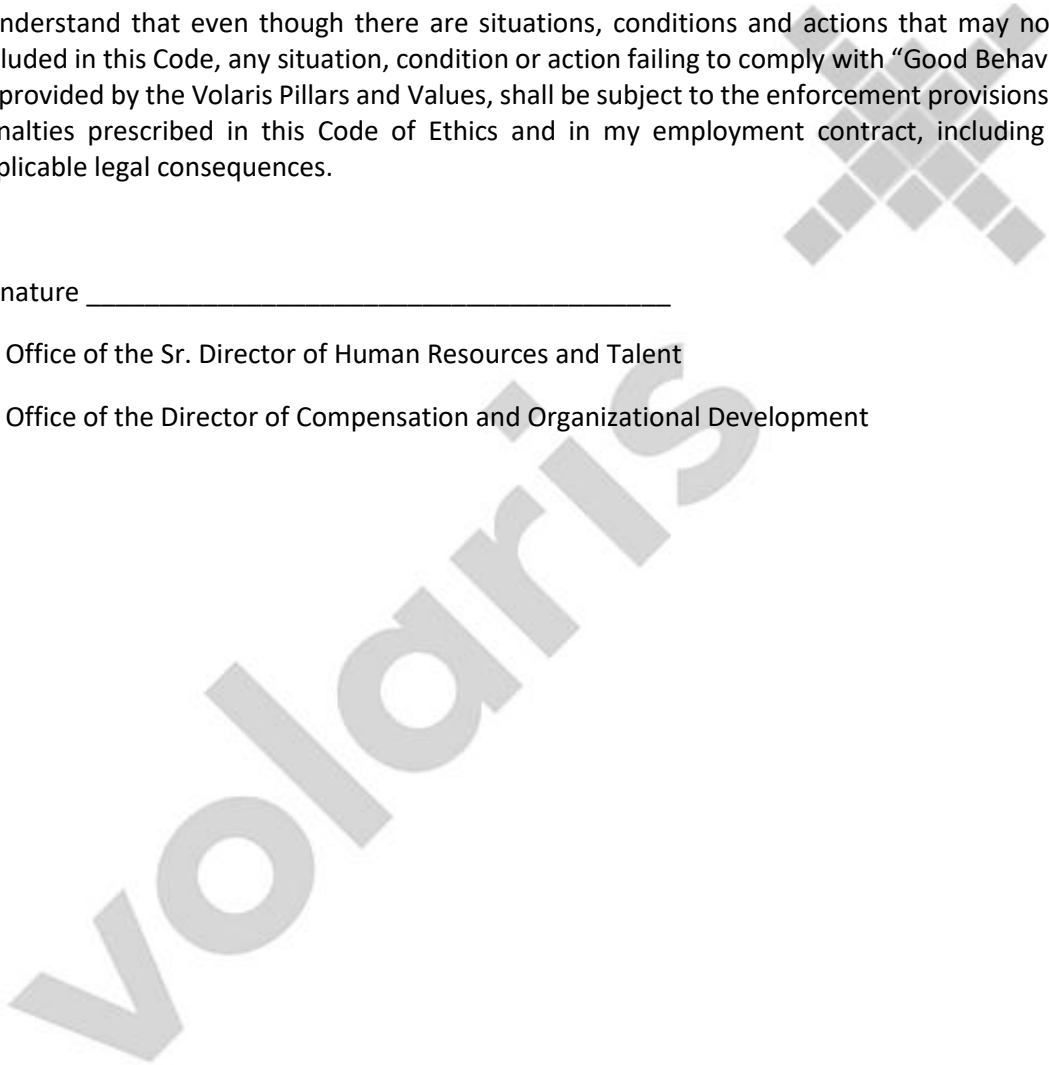 nderstand that even though there are situations, conditions and actions that may no
luded in this Code, any situation, condition or action failing to comply with “Good Behav
provided by the Volaris Pillars and Values, shall be subject to the enforcement provisions
nalties prescribed in this Code of Ethics and in my employment contract, including
plicable legal consequences.
nature ________________________________________
Office of the Sr. Director of Human Resources and Talent
Office of the Director of Compensation and Organizational Development
volaris